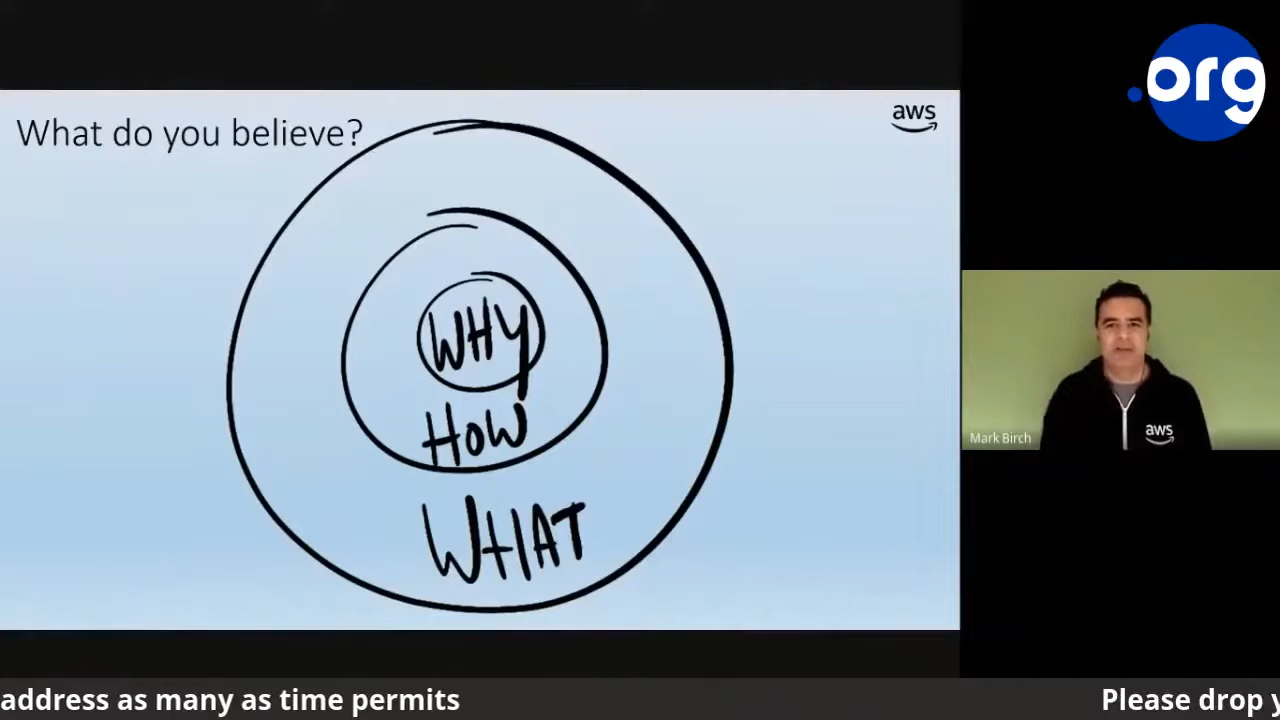 What do you believe?
aws
WHY
HOW
WHAT
.org
aws
Mark Birch
address as many as time permits
Please drop y